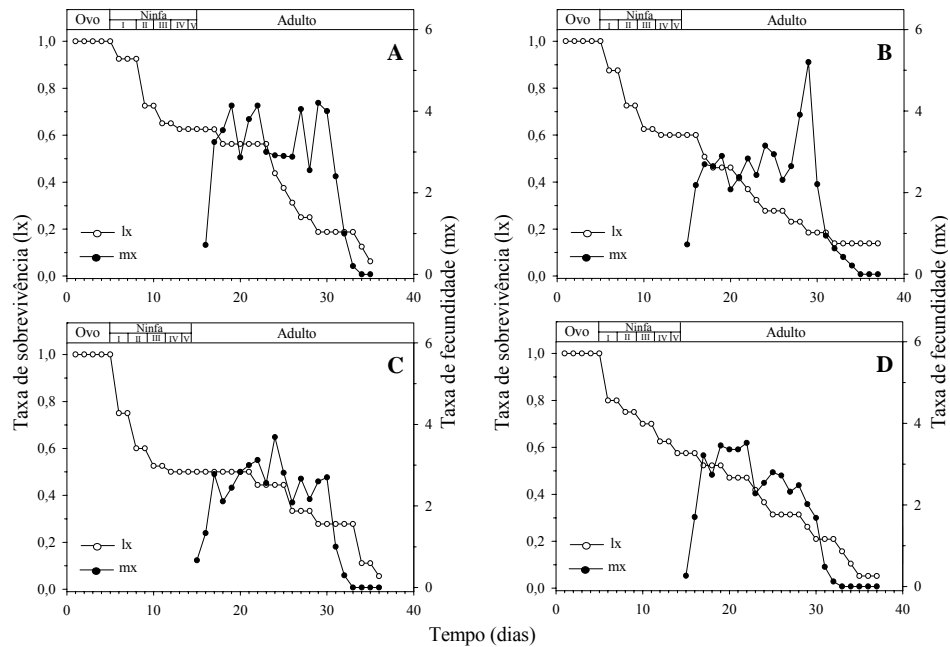 Ovo Ninfa Adulto
I II III IV V
A
1,0
0,8
0,6
0,4
0,2
0,0
6
4
2
0
lx
mx
0 10 20 30 40
Ovo Ninfa Adulto
I II III IV V
B
1,0
0,8
0,6
0,4
0,2
0,0
6
4
2
0
lx
mx
0 10 20 30 40
Taxa de sobrevivência (lx)
Taxa de fecundidade (mx)
Taxa de sobrevivência (lx)
Taxa de fecundidade (mx)
Ovo Ninfa Adulto
I II III IV V
C
1,0
0,8
0,6
0,4
0,2
0,0
6
4
2
0
lx
mx
0 10 20 30 40
Ovo Ninfa Adulto
I II III IV V
D
1,0
0,8
0,6
0,4
0,2
0,0
6
4
2
0
lx
mx
0 10 20 30 40
Tempo (dias)